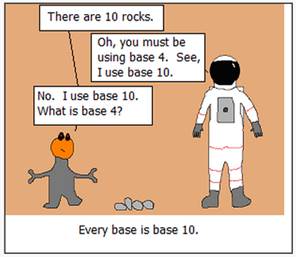 There are 10 rocks.
Oh, you must be
using base 4. See,
I use base 10.
No. I use base 10.
What is base 4?
Every base is base 10.